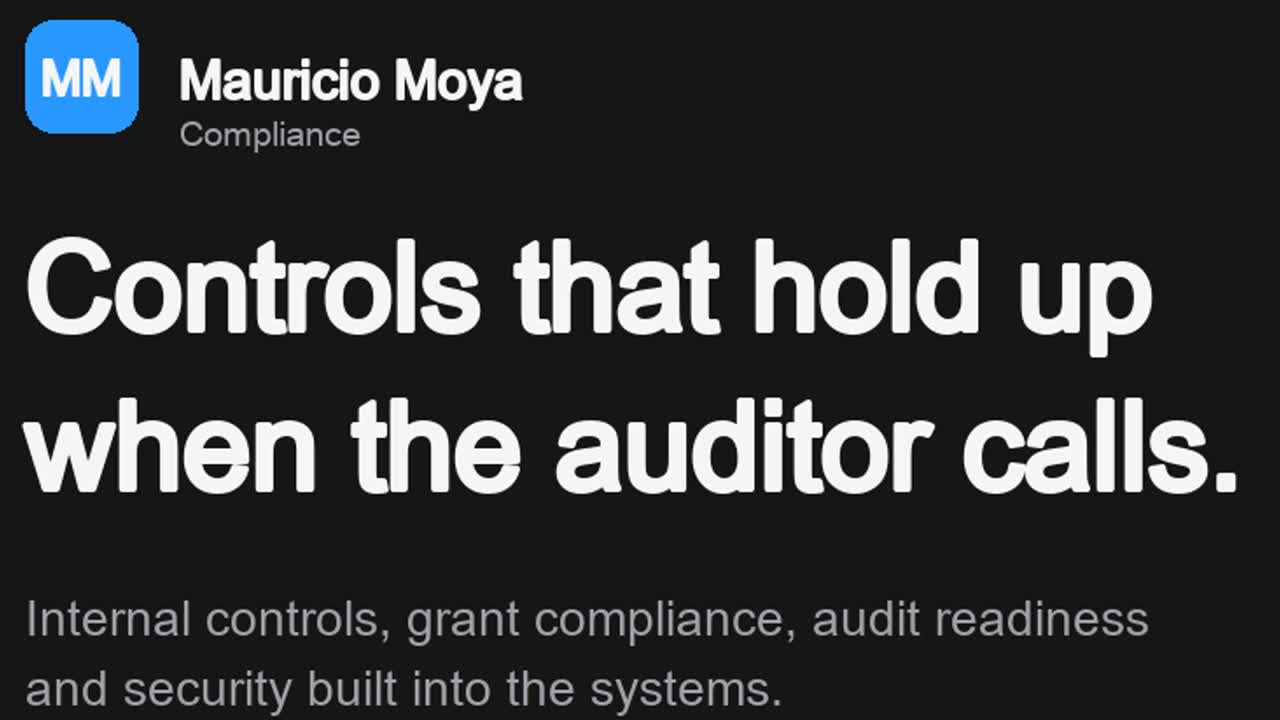 MM
Mauricio Moya
Compliance
Controls that hold up
when the auditor calls.
Internal controls, grant compliance, audit readiness
and security built into the systems.